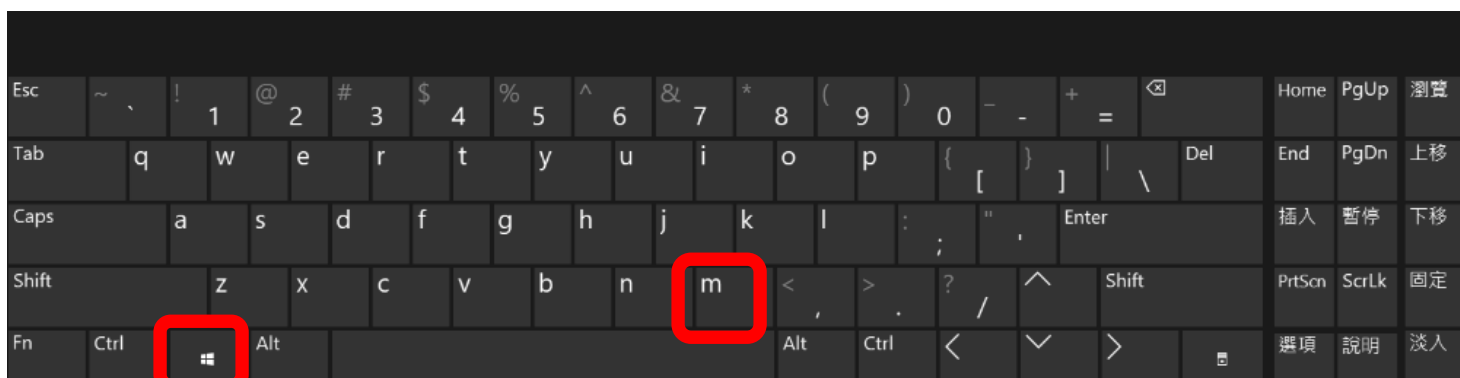 Esc ~ ` ! 1 @ 2 # 3 $ 4 % 5 ^ 6 & 7 * 8 ( 9 ) 0 _ - + = Home PgUp 瀏覽
Tab q w e r t y u i o p { [ } ] | \ Del End PgDn 上移
Caps a s d f g h j k l : ; " ' Enter 插入 暫停 下移
Shift z x c v b n m < , > . ? / Shift PrtScn ScrLk 固定
Fn Ctrl Alt Alt Ctrl 選項 說明 淡入